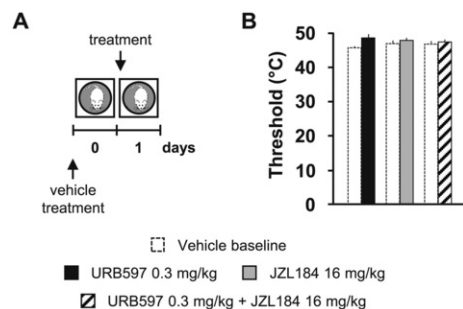 A
treatment
0 1 days
vehicle
treatment
B
Threshold (°C)
50
40
30
20
10
0
Vehicle baseline
URB597 0.3 mg/kg JZL184 16 mg/kg
URB597 0.3 mg/kg + JZL184 16 mg/kg